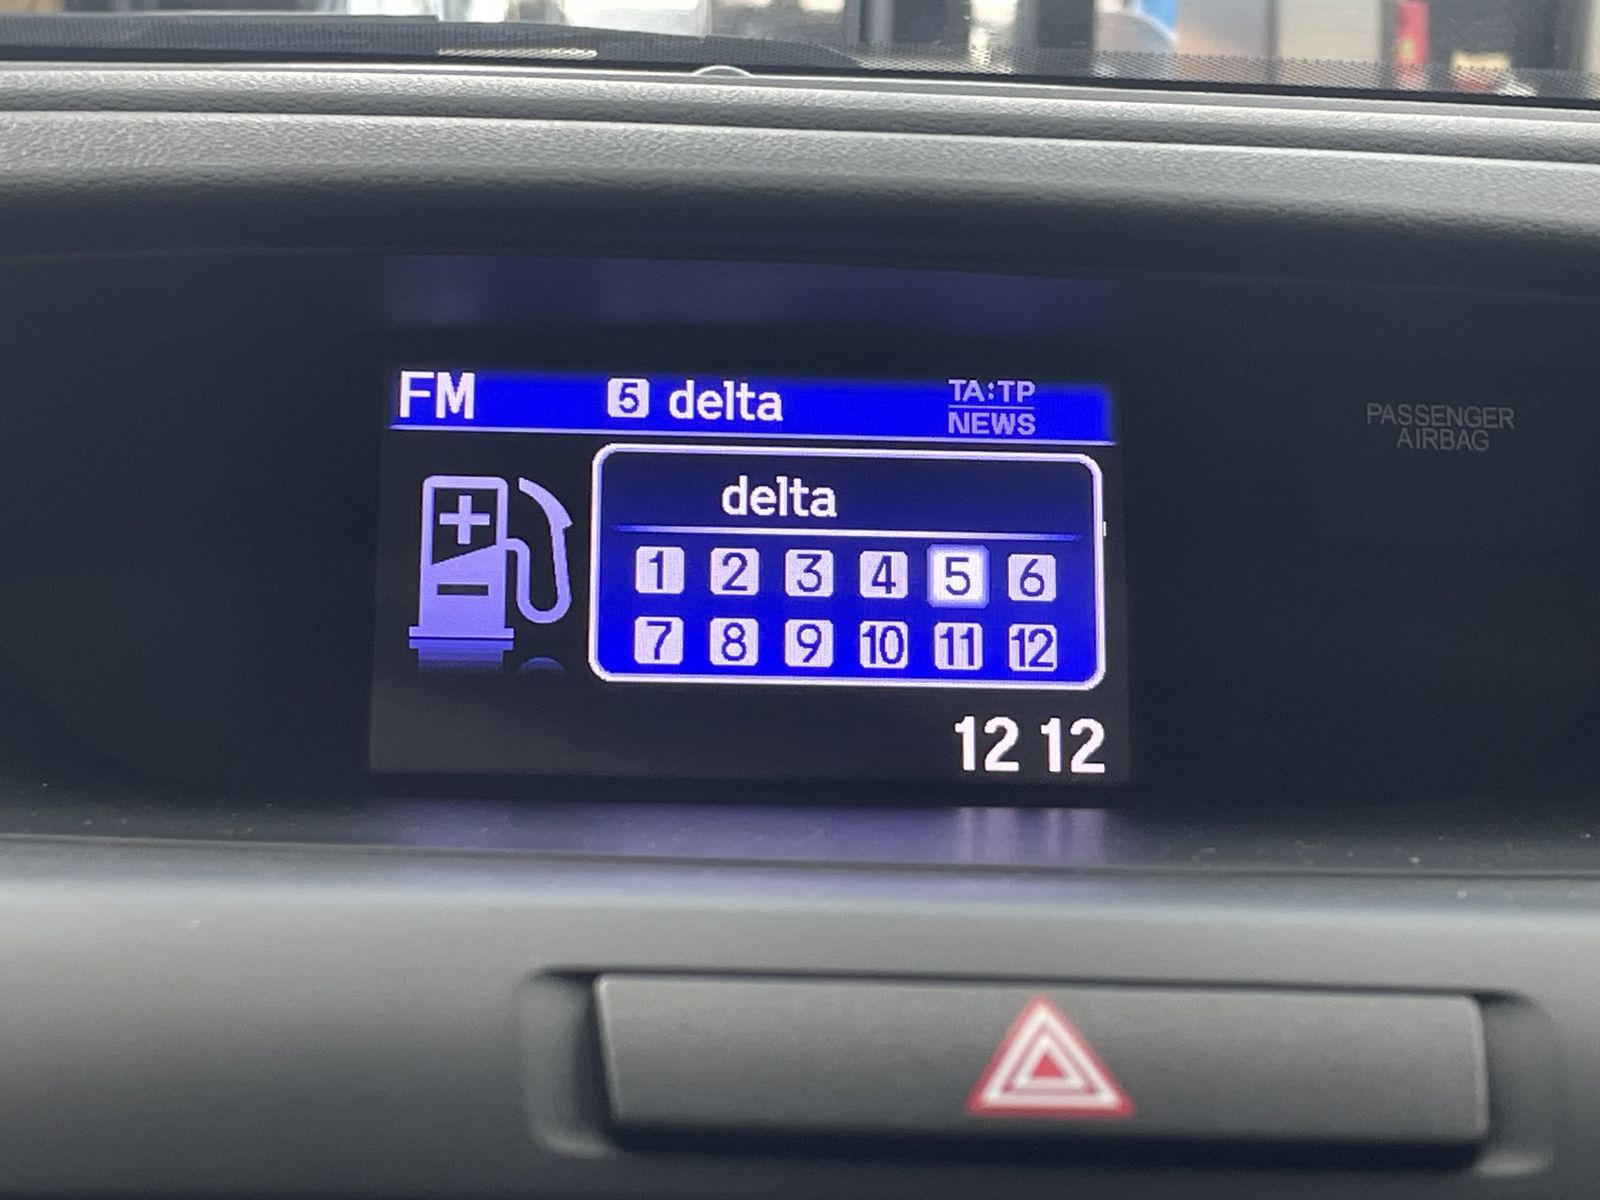 FM 5 delta TA:TP
NEWS
delta
1 2 3 4 5 6
7 8 9 10 11 12
12 12
PASSENGER
AIRBAG